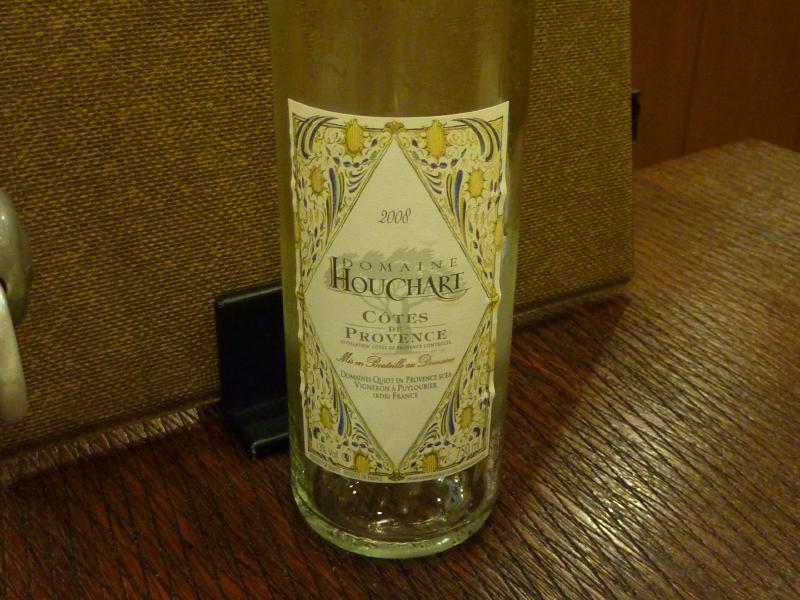 2008
DOMAINE
HOUCHART
CÔTES
DE
PROVENCE
APPELLATION CÔTES DE PROVENCE CONTRÔLÉE
Mis en Bouteille au Domaine
DOMAINES QUIOT EN PROVENCE SCEA
VIGNERON À PUYLOUBIER
(BDR) FRANCE